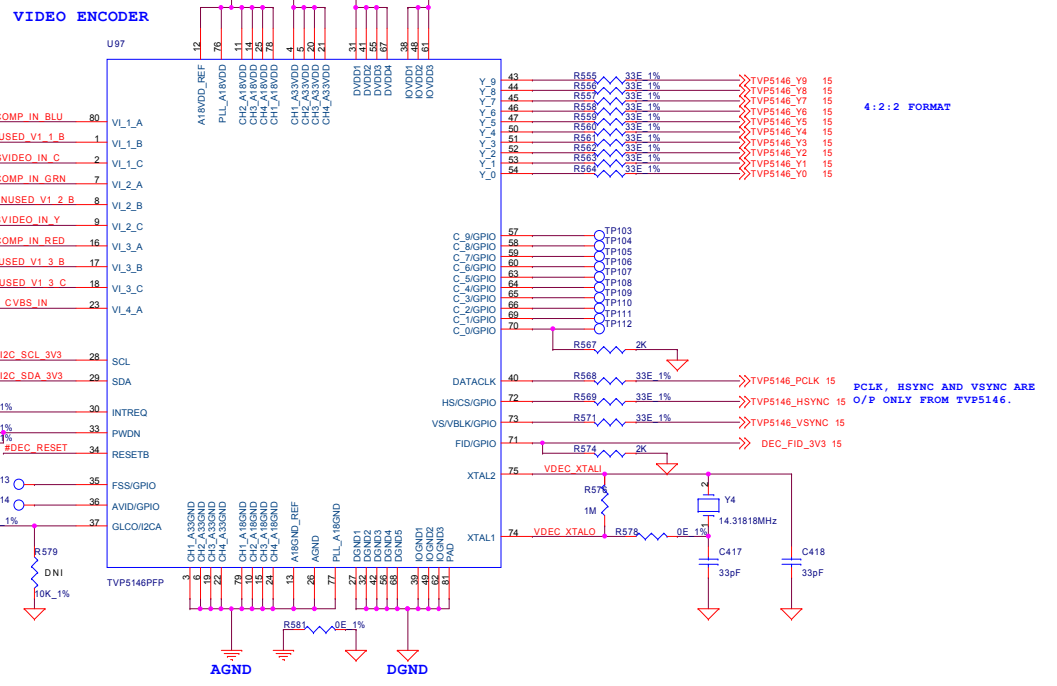 VIDEO ENCODER
U97
12
76
11
14
25
78
4
5
20
21
31
41
55
67
38
48
61
A18VDD_REF
PLL_A18VDD
CH2_A18VDD
CH3_A18VDD
CH4_A18VDD
CH1_A18VDD
CH1_A33VDD
CH2_A33VDD
CH3_A33VDD
CH4_A33VDD
DVDD1
DVDD2
DVDD3
DVDD4
IOVDD1
IOVDD2
IOVDD3
Y_9 43 R555 33E_1% TVP5146_Y9 15
Y_8 44 R556 33E_1% TVP5146_Y8 15
Y_7 45 R557 33E_1% TVP5146_Y7 15
Y_6 46 R558 33E_1% TVP5146_Y6 15
Y_5 47 R559 33E_1% TVP5146_Y5 15
Y_4 50 R560 33E_1% TVP5146_Y4 15
Y_3 51 R561 33E_1% TVP5146_Y3 15
Y_2 52 R562 33E_1% TVP5146_Y2 15
Y_1 53 R563 33E_1% TVP5146_Y1 15
Y_0 54 R564 33E_1% TVP5146_Y0 15
4:2:2 FORMAT
COMP_IN_BLU 80 VI_1_A
USED_V1_1_B 1 VI_1_B
SVIDEO_IN_C 2 VI_1_C
COMP_IN_GRN 7 VI_2_A
NUSED_V1_2_B 8 VI_2_B
SVIDEO_IN_Y 9 VI_2_C
COMP_IN_RED 16 VI_3_A
USED_V1_3_B 17 VI_3_B
USED_V1_3_C 18 VI_3_C
CVBS_IN 23 VI_4_A
C_9/GPIO 57 TP103
C_8/GPIO 58 TP104
C_7/GPIO 59 TP105
C_6/GPIO 60 TP106
C_5/GPIO 63 TP107
C_4/GPIO 64 TP108
C_3/GPIO 65 TP109
C_2/GPIO 66 TP110
C_1/GPIO 69 TP111
C_0/GPIO 70 TP112
R567 2K
I2C_SCL_3V3 28 SCL
I2C_SDA_3V3 29 SDA
1% 30 INTREQ
1% 33 PWDN
1%
#DEC_RESET 34 RESETB
13 35 FSS/GPIO
14 36 AVID/GPIO
_1% 37 GLCO/I2CA
DATACLK 40 R568 33E_1% TVP5146_PCLK 15
HS/CS/GPIO 72 R569 33E_1% TVP5146_HSYNC 15
VS/VBLK/GPIO 73 R571 33E_1% TVP5146_VSYNC 15
FID/GPIO 71 DEC_FID_3V3 15
R574 2K
PCLK, HSYNC AND VSYNC ARE
O/P ONLY FROM TVP5146.
XTAL2 75 VDEC_XTALI
R576
1M
2
Y4
14.31818MHz
1
XTAL1 74 VDEC_XTALO R578 0E_1%
C417
33pF
C418
33pF
R579
DNI
10K_1%
CH1_A33GND
CH2_A33GND
CH3_A33GND
CH4_A33GND
CH1_A18GND
CH2_A18GND
CH3_A18GND
CH4_A18GND
A18GND_REF
AGND
PLL_A18GND
DGND1
DGND2
DGND3
DGND4
DGND5
IOGND1
IOGND2
IOGND3
PAD
TVP5146PFP
3
6
19
22
79
10
15
24
13
26
77
27
32
42
56
68
39
49
62
81
R581 0E_1%
AGND
DGND